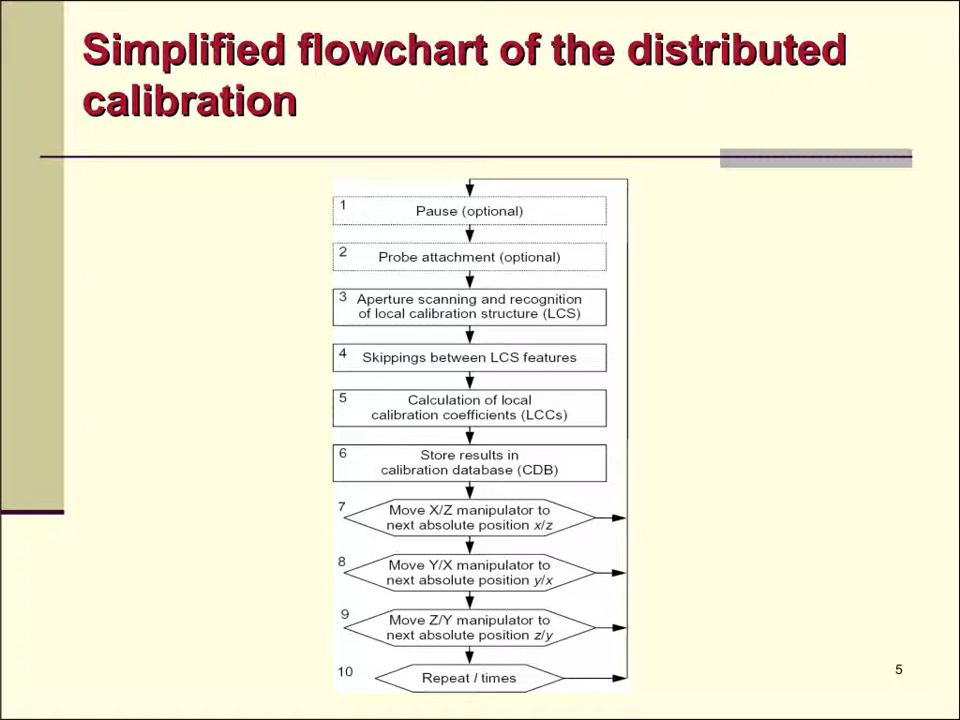 Simplified flowchart of the distributed
calibration
1
Pause (optional)
2
Probe attachment (optional)
3
Aperture scanning and recognition
of local calibration structure (LCS)
4
Skippings between LCS features
5
Calculation of local
calibration coefficients (LCCs)
6
Store results in
calibration database (CDB)
7
Move X/Z manipulator to
next absolute position x/z
8
Move Y/X manipulator to
next absolute position y/x
9
Move Z/Y manipulator to
next absolute position z/y
10
Repeat l times
5